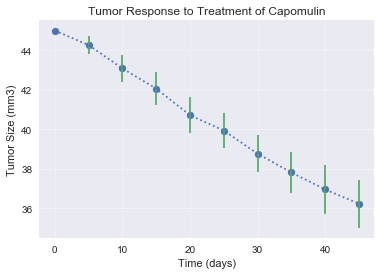 Tumor Response to Treatment of Capomulin
44
42
40
38
36
Tumor Size (mm3)
0 10 20 30 40
Time (days)